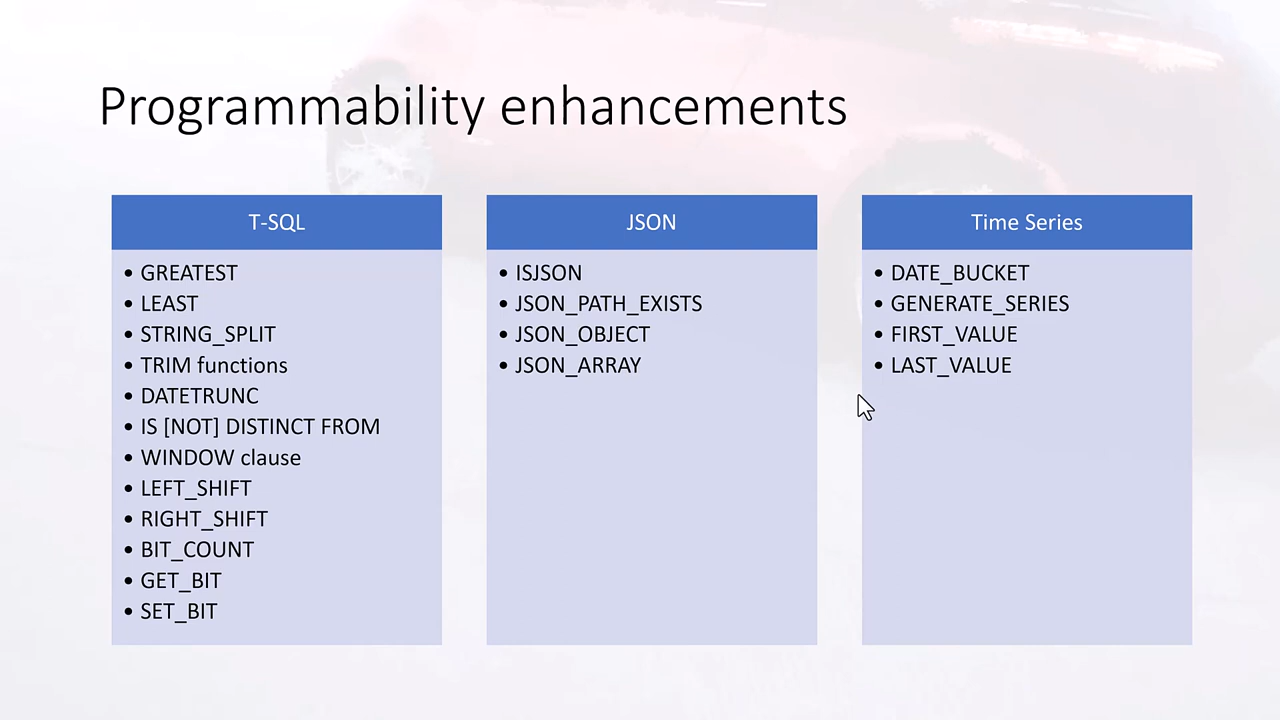 Programmability enhancements
T-SQL
• GREATEST
• LEAST
• STRING_SPLIT
• TRIM functions
• DATETRUNC
• IS [NOT] DISTINCT FROM
• WINDOW clause
• LEFT_SHIFT
• RIGHT_SHIFT
• BIT_COUNT
• GET_BIT
• SET_BIT
JSON
• ISJSON
• JSON_PATH_EXISTS
• JSON_OBJECT
• JSON_ARRAY
Time Series
• DATE_BUCKET
• GENERATE_SERIES
• FIRST_VALUE
• LAST_VALUE